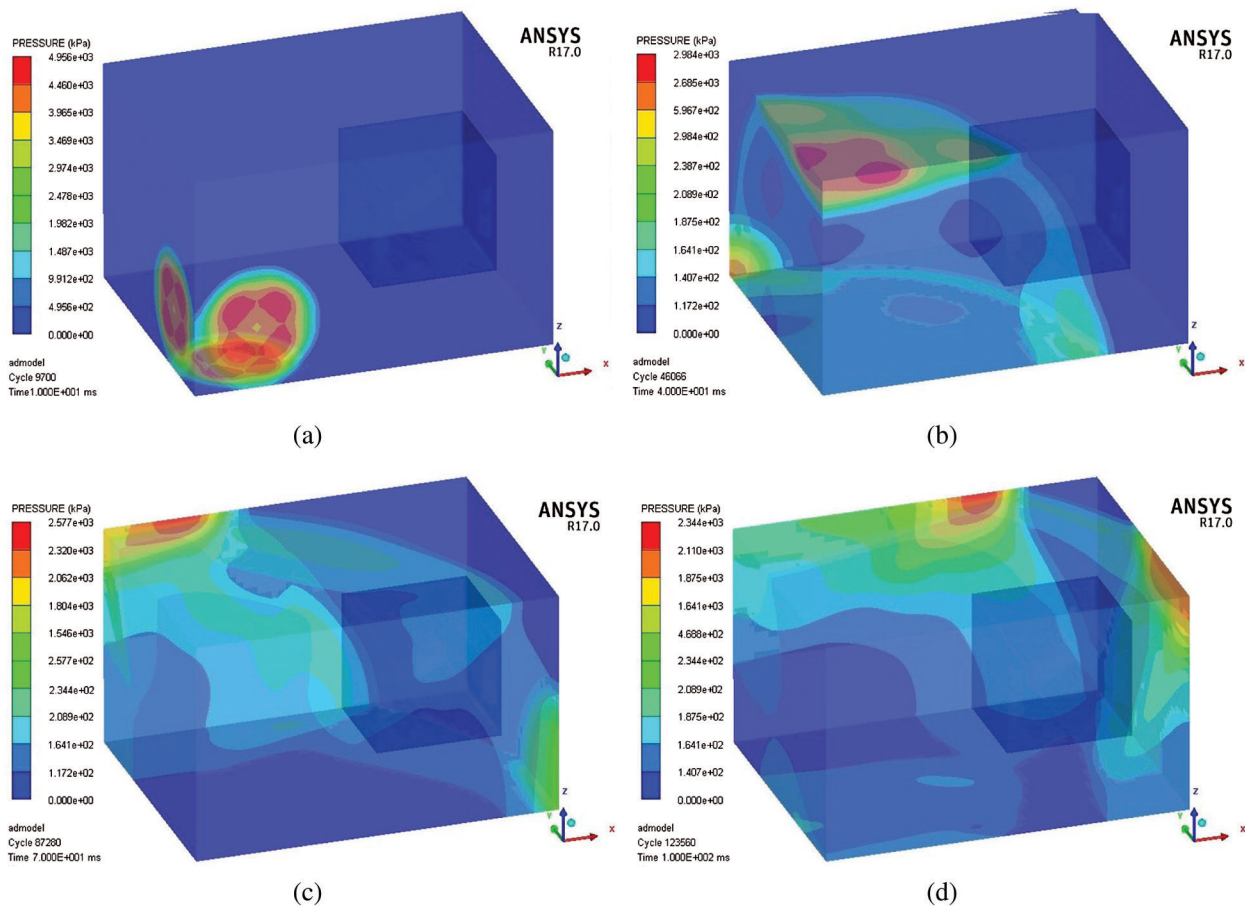 PRESSURE (kPa)
4.956e+03
4.460e+03
3.965e+03
3.469e+03
2.974e+03
2.478e+03
1.982e+03
1.487e+03
9.912e+02
4.956e+02
0.000e+00
admodel
Cycle 9700
Time1.000E+001 ms
ANSYS
R17.0
z
Y
x
(a)
PRESSURE (kPa)
2.984e+03
2.685e+03
5.967e+02
2.984e+02
2.387e+02
2.089e+02
1.875e+02
1.641e+02
1.407e+02
1.172e+02
0.000e+00
admodel
Cycle 46066
Time 4.000E+001 ms
ANSYS
R17.0
z
Y
x
(b)
PRESSURE (kPa)
2.577e+03
2.320e+03
2.062e+03
1.804e+03
1.546e+03
2.577e+02
2.344e+02
2.089e+02
1.641e+02
1.172e+02
0.000e+00
admodel
Cycle 87280
Time 7.000E+001 ms
ANSYS
R17.0
z
Y
x
(c)
PRESSURE (kPa)
2.344e+03
2.110e+03
1.875e+03
1.641e+03
4.688e+02
2.344e+02
2.089e+02
1.875e+02
1.641e+02
1.407e+02
0.000e+00
admodel
Cycle 123560
Time 1.000E+002 ms
ANSYS
R17.0
z
Y
x
(d)